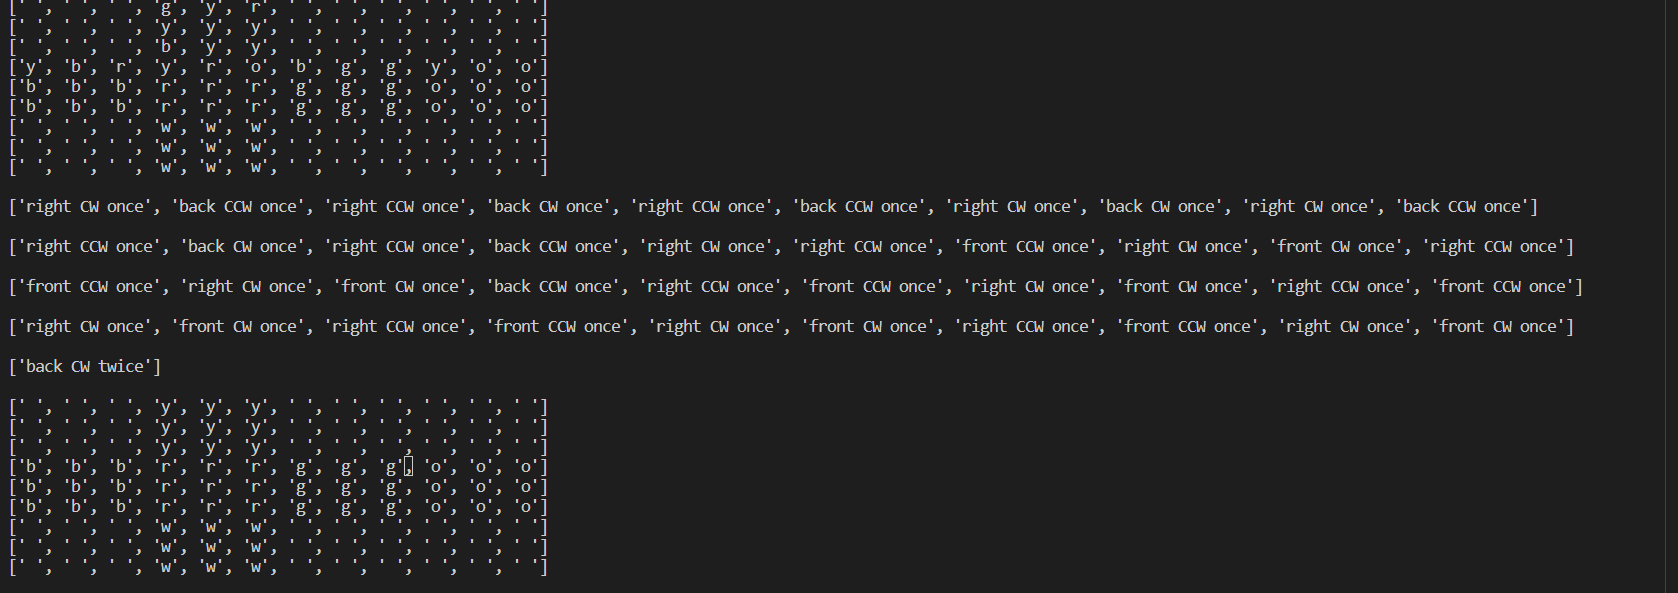 [' ', ' ', ' ', 'g', 'y', 'r', ' ', ' ', ' ', ' ', ' ', ' ']
[' ', ' ', ' ', 'y', 'y', 'y', ' ', ' ', ' ', ' ', ' ', ' ']
[' ', ' ', ' ', 'b', 'y', 'y', ' ', ' ', ' ', ' ', ' ', ' ']
['y', 'b', 'r', 'y', 'r', 'o', 'b', 'g', 'g', 'y', 'o', 'o']
['b', 'b', 'b', 'r', 'r', 'r', 'g', 'g', 'g', 'o', 'o', 'o']
['b', 'b', 'b', 'r', 'r', 'r', 'g', 'g', 'g', 'o', 'o', 'o']
[' ', ' ', ' ', 'w', 'w', 'w', ' ', ' ', ' ', ' ', ' ', ' ']
[' ', ' ', ' ', 'w', 'w', 'w', ' ', ' ', ' ', ' ', ' ', ' ']
[' ', ' ', ' ', 'w', 'w', 'w', ' ', ' ', ' ', ' ', ' ', ' ']
['right CW once', 'back CCW once', 'right CCW once', 'back CW once', 'right CCW once', 'back CCW once', 'right CW once', 'back CW once', 'right CW once', 'back CCW once']
['right CCW once', 'back CW once', 'right CCW once', 'back CCW once', 'right CW once', 'right CCW once', 'front CCW once', 'right CW once', 'front CW once', 'right CCW once']
['front CCW once', 'right CW once', 'front CW once', 'back CCW once', 'right CCW once', 'front CCW once', 'right CW once', 'front CW once', 'right CCW once', 'front CCW once']
['right CW once', 'front CW once', 'right CCW once', 'front CCW once', 'right CW once', 'front CW once', 'right CCW once', 'front CCW once', 'right CW once', 'front CW once']
['back CW twice']
[' ', ' ', ' ', 'y', 'y', 'y', ' ', ' ', ' ', ' ', ' ', ' ']
[' ', ' ', ' ', 'y', 'y', 'y', ' ', ' ', ' ', ' ', ' ', ' ']
[' ', ' ', ' ', 'y', 'y', 'y', ' ', ' ', ' ', ' ', ' ', ' ']
['b', 'b', 'b', 'r', 'r', 'r', 'g', 'g', 'g', 'o', 'o', 'o']
['b', 'b', 'b', 'r', 'r', 'r', 'g', 'g', 'g', 'o', 'o', 'o']
['b', 'b', 'b', 'r', 'r', 'r', 'g', 'g', 'g', 'o', 'o', 'o']
[' ', ' ', ' ', 'w', 'w', 'w', ' ', ' ', ' ', ' ', ' ', ' ']
[' ', ' ', ' ', 'w', 'w', 'w', ' ', ' ', ' ', ' ', ' ', ' ']
[' ', ' ', ' ', 'w', 'w', 'w', ' ', ' ', ' ', ' ', ' ', ' ']